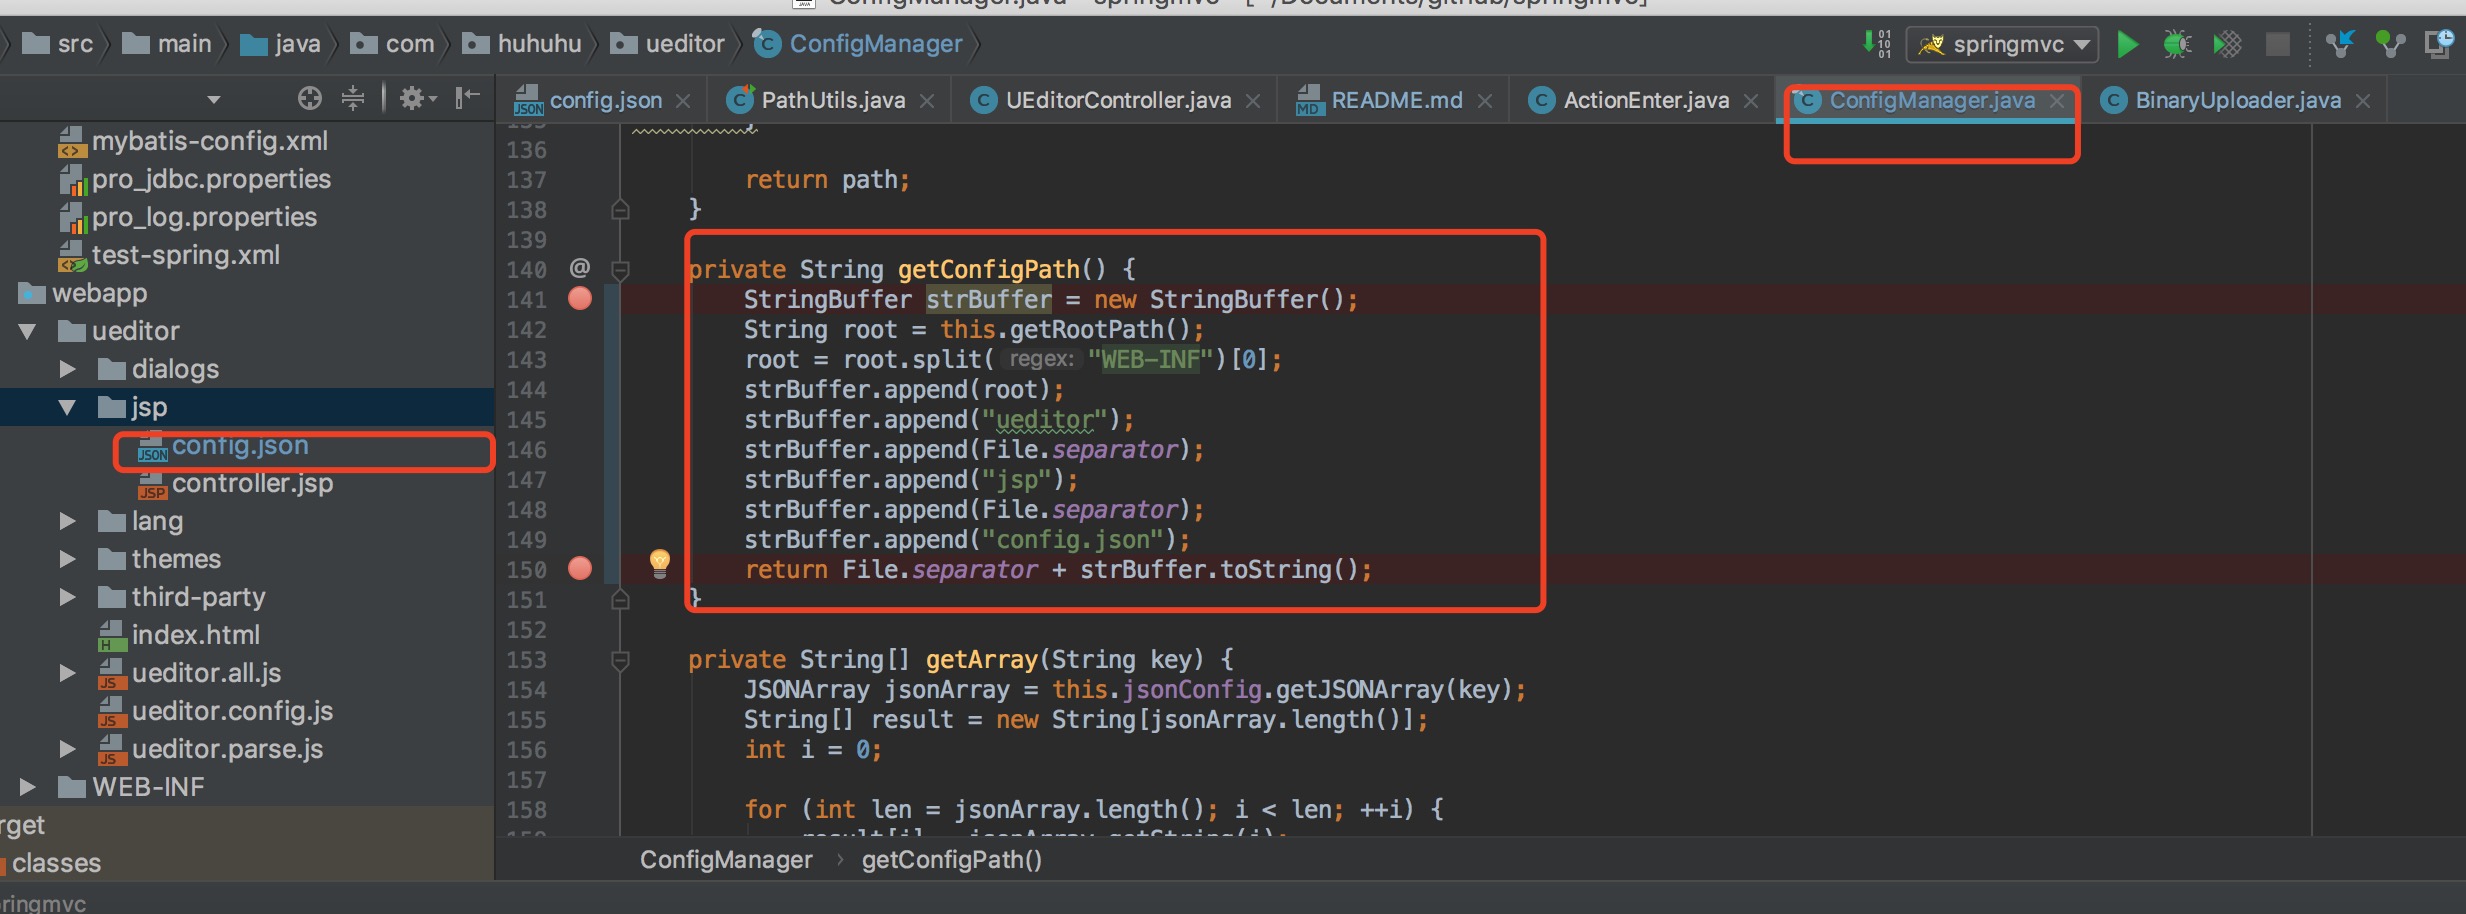 ConfigManager.java - springmvc - [~/Documents/github/springmvc]
src main java com huhuhu ueditor ConfigManager
springmvc
config.json PathUtils.java UEditorController.java README.md ActionEnter.java ConfigManager.java BinaryUploader.java
mybatis-config.xml
pro_jdbc.properties
pro_log.properties
test-spring.xml
webapp
ueditor
dialogs
jsp
config.json
controller.jsp
lang
themes
third-party
index.html
ueditor.all.js
ueditor.config.js
ueditor.parse.js
WEB-INF
rget
classes
135 }
136
137 return path;
138 }
139
140 @ private String getConfigPath() {
141 StringBuffer strBuffer = new StringBuffer();
142 String root = this.getRootPath();
143 root = root.split( regex: "WEB-INF")[0];
144 strBuffer.append(root);
145 strBuffer.append("ueditor");
146 strBuffer.append(File.separator);
147 strBuffer.append("jsp");
148 strBuffer.append(File.separator);
149 strBuffer.append("config.json");
150 return File.separator + strBuffer.toString();
151 }
152
153 private String[] getArray(String key) {
154 JSONArray jsonArray = this.jsonConfig.getJSONArray(key);
155 String[] result = new String[jsonArray.length()];
156 int i = 0;
157
158 for (int len = jsonArray.length(); i < len; ++i) {
159 result[i] = jsonArray.getString(i);
ConfigManager › getConfigPath()
ringmvc